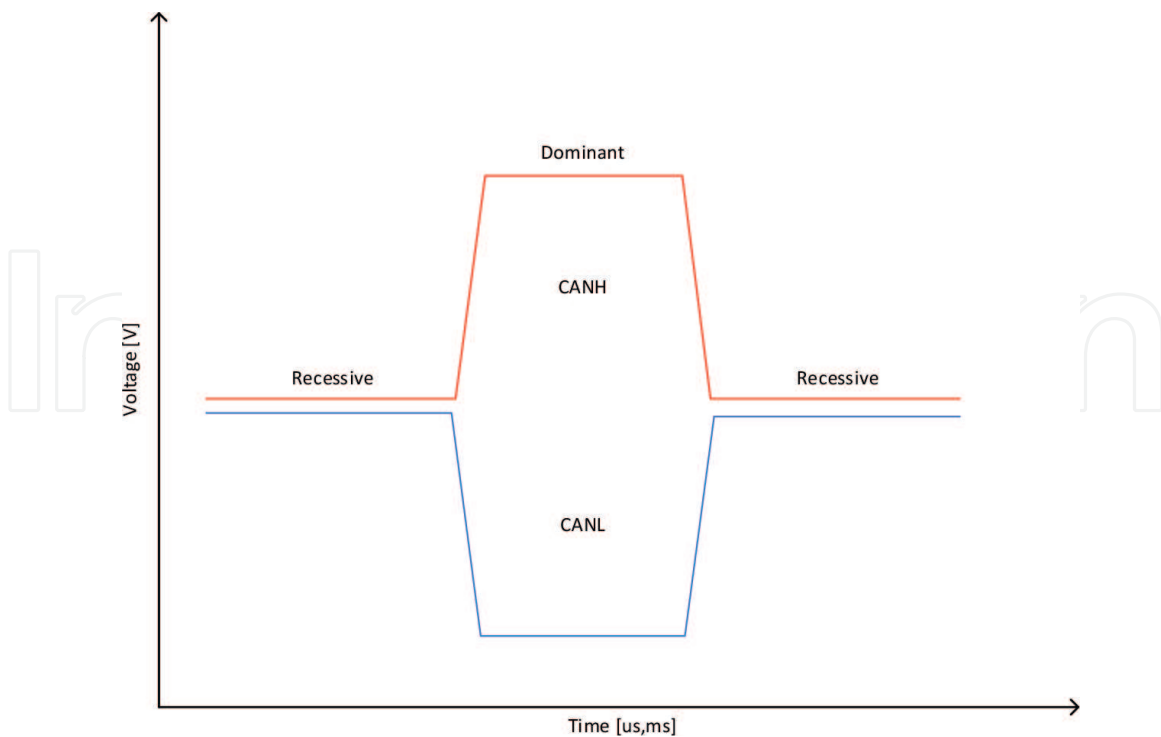 Dominant
CANH
Voltage [V]
Recessive
Recessive
CANL
Time [us,ms]